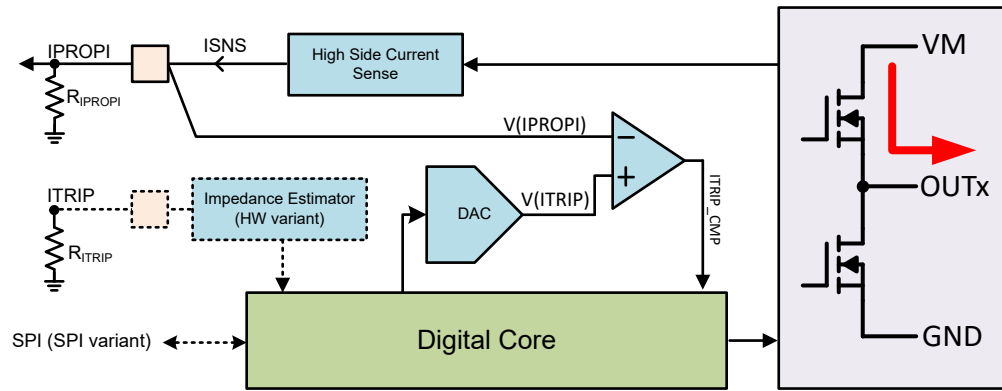 IPROPI
ISNS
High Side Current
Sense
VM
RIPROPI
V(IPROPI)
−
+
ITRIP
Impedance Estimator
(HW variant)
DAC
V(ITRIP)
ITRIP_CMP
OUTx
RITRIP
SPI (SPI variant)
Digital Core
GND